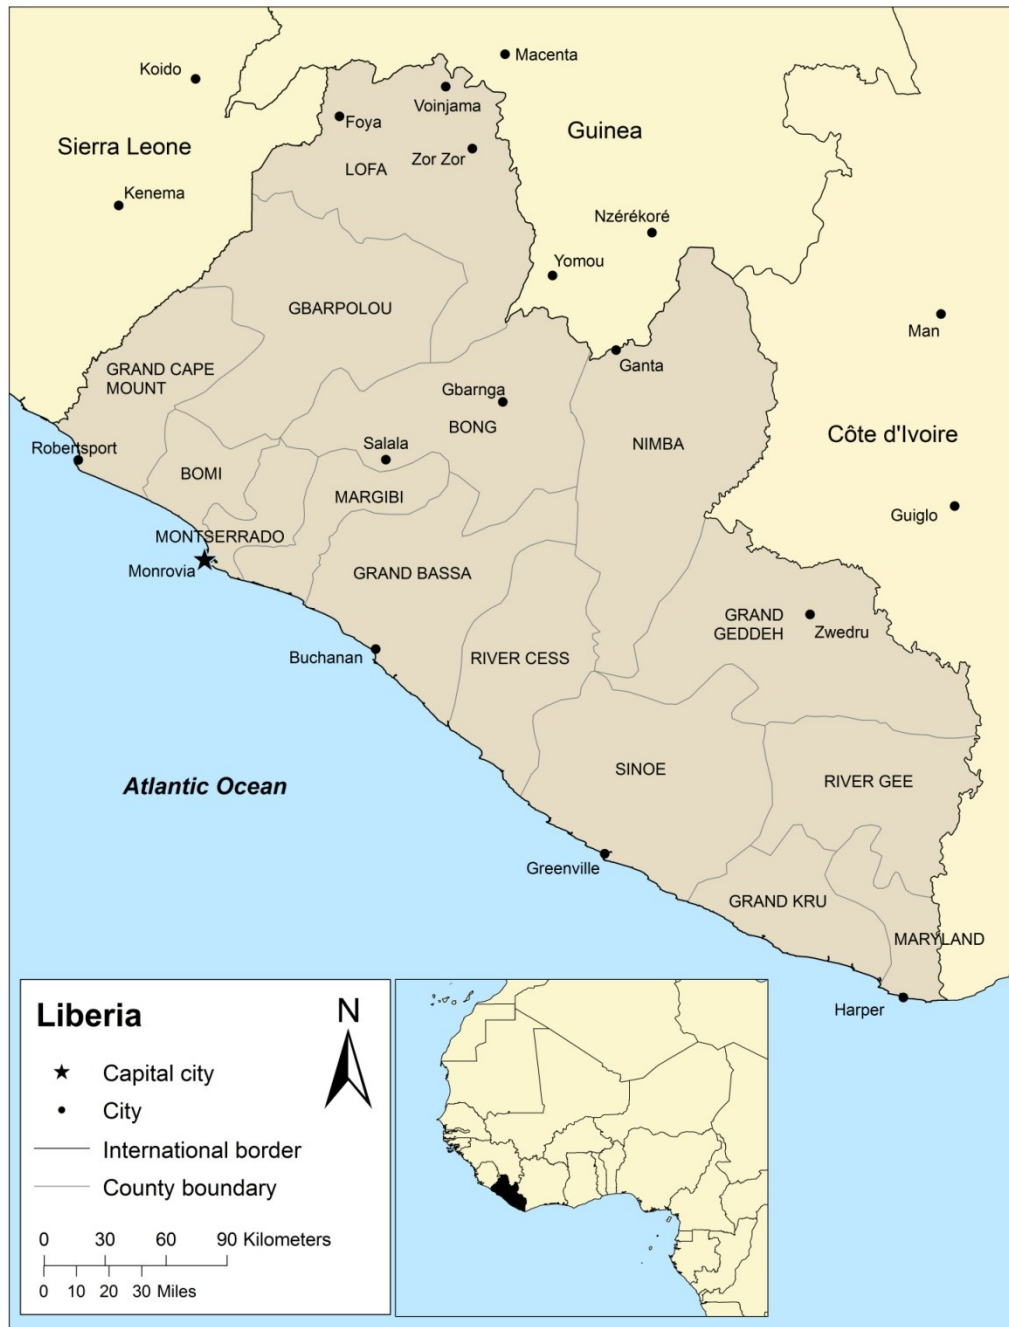 Macenta
Koido
Voinjama
Foya
Guinea
Sierra Leone
Zor Zor
LOFA
Kenema
Nzérékoré
Yomou
GBARPOLOU
Man
Ganta
GRAND CAPE
MOUNT
Gbarnga
BONG
Côte d'Ivoire
Robertsport
Salala
NIMBA
BOMI
MARGIBI
Guiglo
MONTSERRADO
Monrovia
GRAND BASSA
GRAND
GEDDEH
Zwedru
Buchanan
RIVER CESS
SINOE
RIVER GEE
Atlantic Ocean
Greenville
GRAND KRU
MARYLAND
Harper
Liberia
N
Capital city
City
International border
County boundary
0 30 60 90 Kilometers
0 10 20 30 Miles